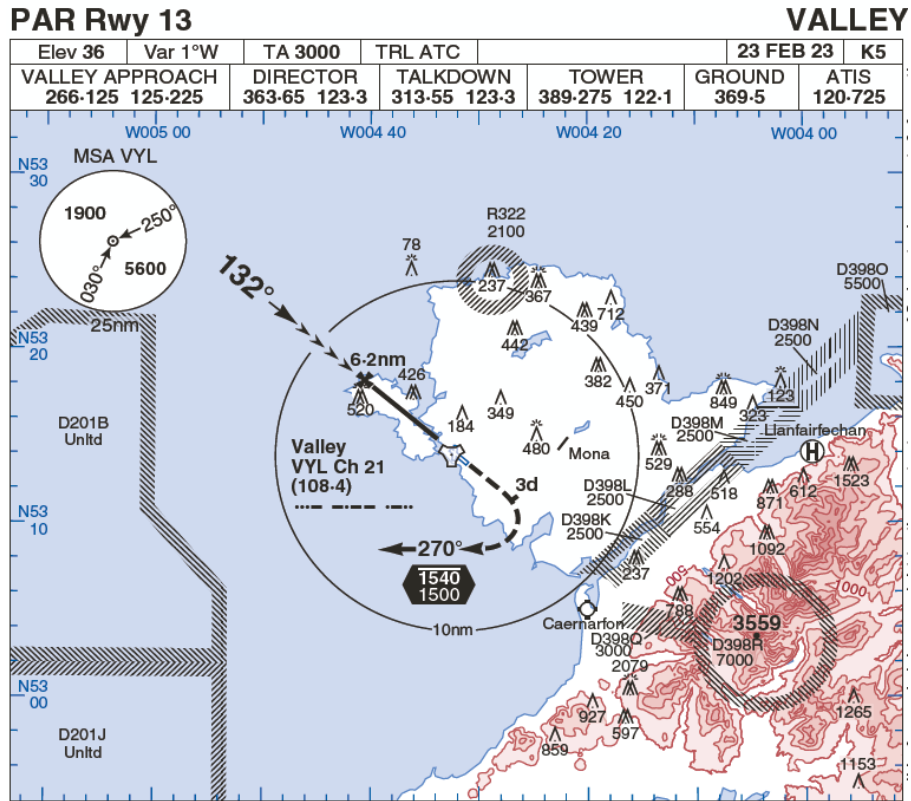 PAR Rwy 13 VALLEY
Elev 36 Var 1°W TA 3000 TRL ATC 23 FEB 23 K5
VALLEY APPROACH DIRECTOR TALKDOWN TOWER GROUND ATIS
266·125 125·225 363·65 123·3 313·55 123·3 389·275 122·1 369·5 120·725
W005 00 W004 40 W004 20 W004 00
MSA VYL
N53
30
1900
250°
5600
030°
25nm
R322
2100
78
132°
237
367
D398O
5500
439
712
D398N
2500
442
N53
20
6·2nm
426
382
371
450
520
849
123
323
184
349
D201B
Unltd
D398M
2500
Llanfairfechan
H
Valley
VYL Ch 21
(108·4)
480
Mona
529
3d
D398L
2500
288
518
871
612
1523
N53
10
D398K
2500
554
1092
270°
237
1202
500
1000
1540
1500
788
10nm
Caernarfon
D398Q
3000
3559
D398R
7000
2079
N53
00
927
597
859
1265
D201J
Unltd
1153